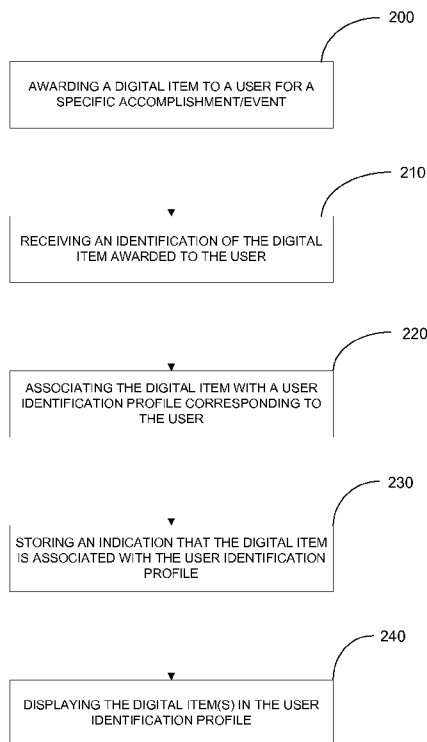 200
AWARDING A DIGITAL ITEM TO A USER FOR A
SPECIFIC ACCOMPLISHMENT/EVENT
210
RECEIVING AN IDENTIFICATION OF THE DIGITAL
ITEM AWARDED TO THE USER
220
ASSOCIATING THE DIGITAL ITEM WITH A USER
IDENTIFICATION PROFILE CORRESPONDING TO
THE USER
230
STORING AN INDICATION THAT THE DIGITAL ITEM
IS ASSOCIATED WITH THE USER IDENTIFICATION
PROFILE
240
DISPLAYING THE DIGITAL ITEM(S) IN THE USER
IDENTIFICATION PROFILE